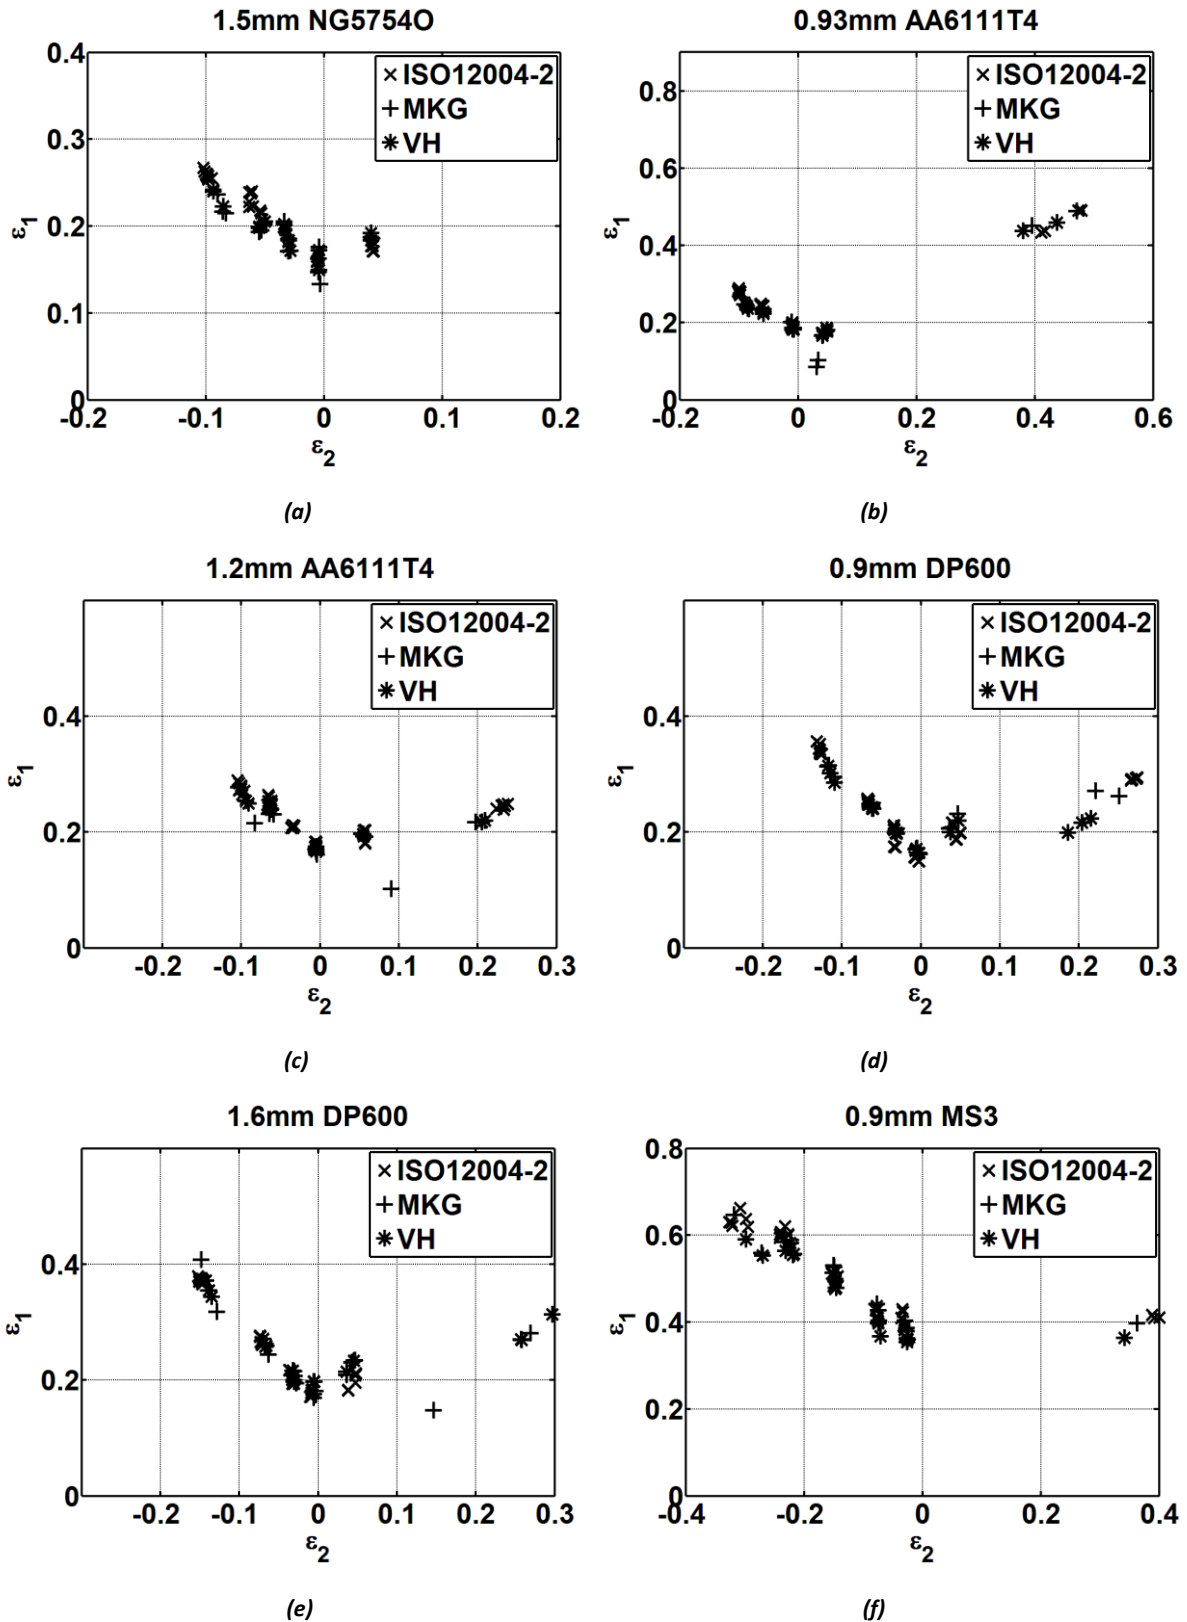 1.5mm NG5754O
0.4
0.3
0.2
0.1
0
ε1
×ISO12004-2
+MKG
*VH
-0.2 -0.1 0 0.1 0.2
ε2
(a)
0.93mm AA6111T4
0.8
0.6
0.4
0.2
0
ε1
×ISO12004-2
+MKG
*VH
-0.2 0 0.2 0.4 0.6
ε2
(b)
1.2mm AA6111T4
0.4
0.2
0
ε1
×ISO12004-2
+MKG
*VH
-0.2 -0.1 0 0.1 0.2 0.3
ε2
(c)
0.9mm DP600
0.4
0.2
0
ε1
×ISO12004-2
+MKG
*VH
-0.2 -0.1 0 0.1 0.2 0.3
ε2
(d)
1.6mm DP600
0.4
0.2
0
ε1
×ISO12004-2
+MKG
*VH
-0.2 -0.1 0 0.1 0.2 0.3
ε2
(e)
0.9mm MS3
0.8
0.6
0.4
0.2
0
ε1
×ISO12004-2
+MKG
*VH
-0.4 -0.2 0 0.2 0.4
ε2
(f)